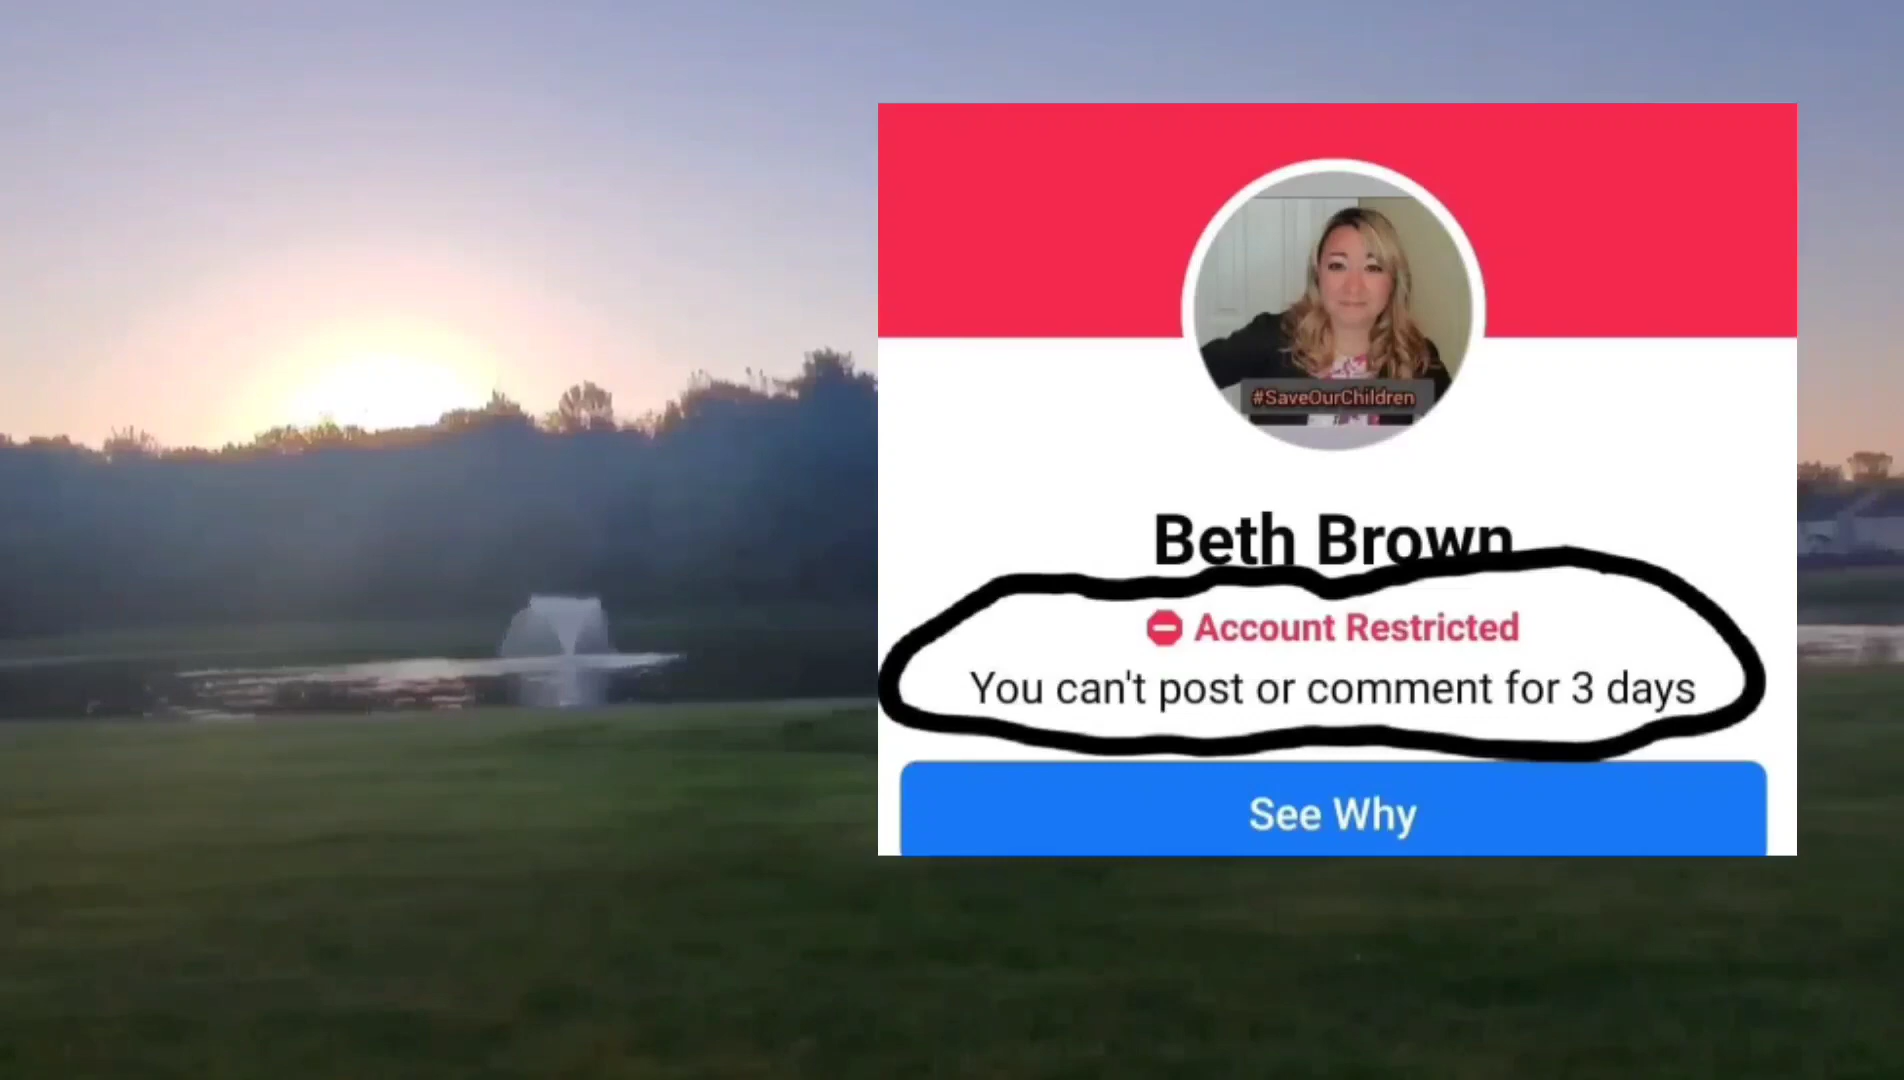 #SaveOurChildren
Beth Brown
Account Restricted
You can't post or comment for 3 days
See Why